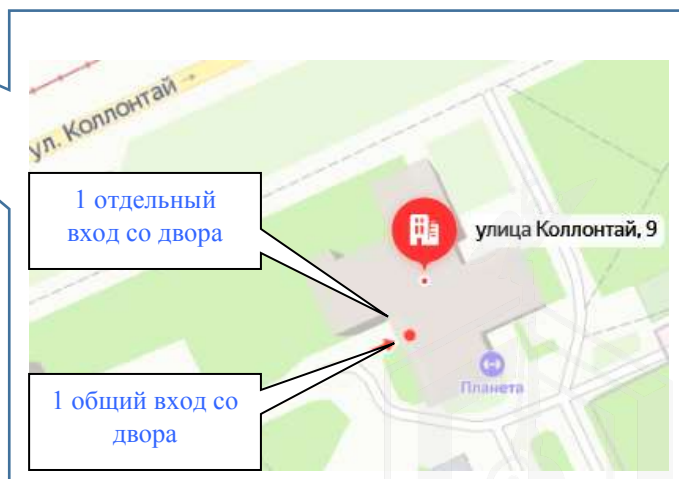 ул. Коллонтай →
1 отдельный
вход со двора
улица Коллонтай, 9
Планета
1 общий вход со
двора